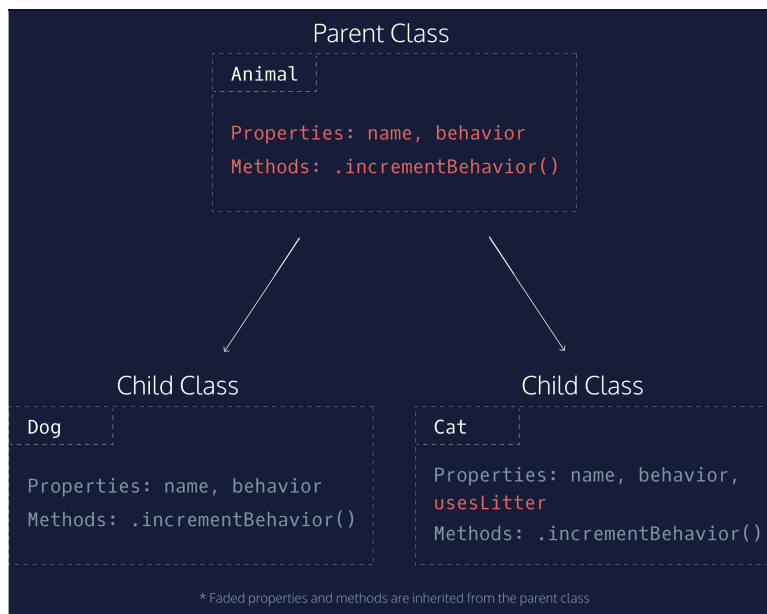 Parent Class
Animal
Properties: name, behavior
Methods: .incrementBehavior()
Child Class
Dog
Properties: name, behavior
Methods: .incrementBehavior()
Child Class
Cat
Properties: name, behavior,
usesLitter
Methods: .incrementBehavior()
* Faded properties and methods are inherited from the parent class